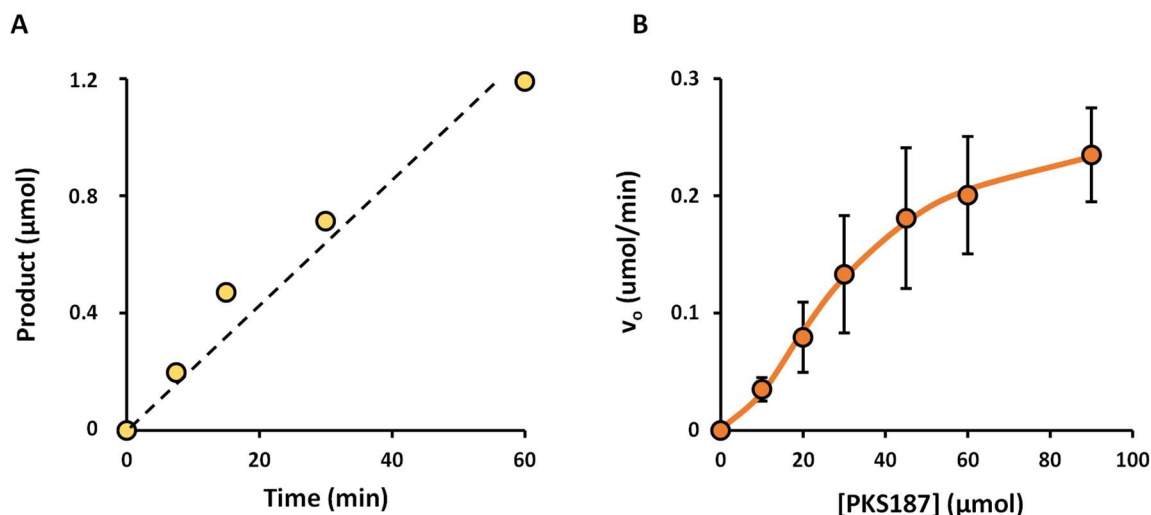 A
1.2
0.8
0.4
0
0 20 40 60
Product (µmol)
Time (min)
B
0.3
0.2
0.1
0
0 20 40 60 80 100
vo (umol/min)
[PKS187] (µmol)